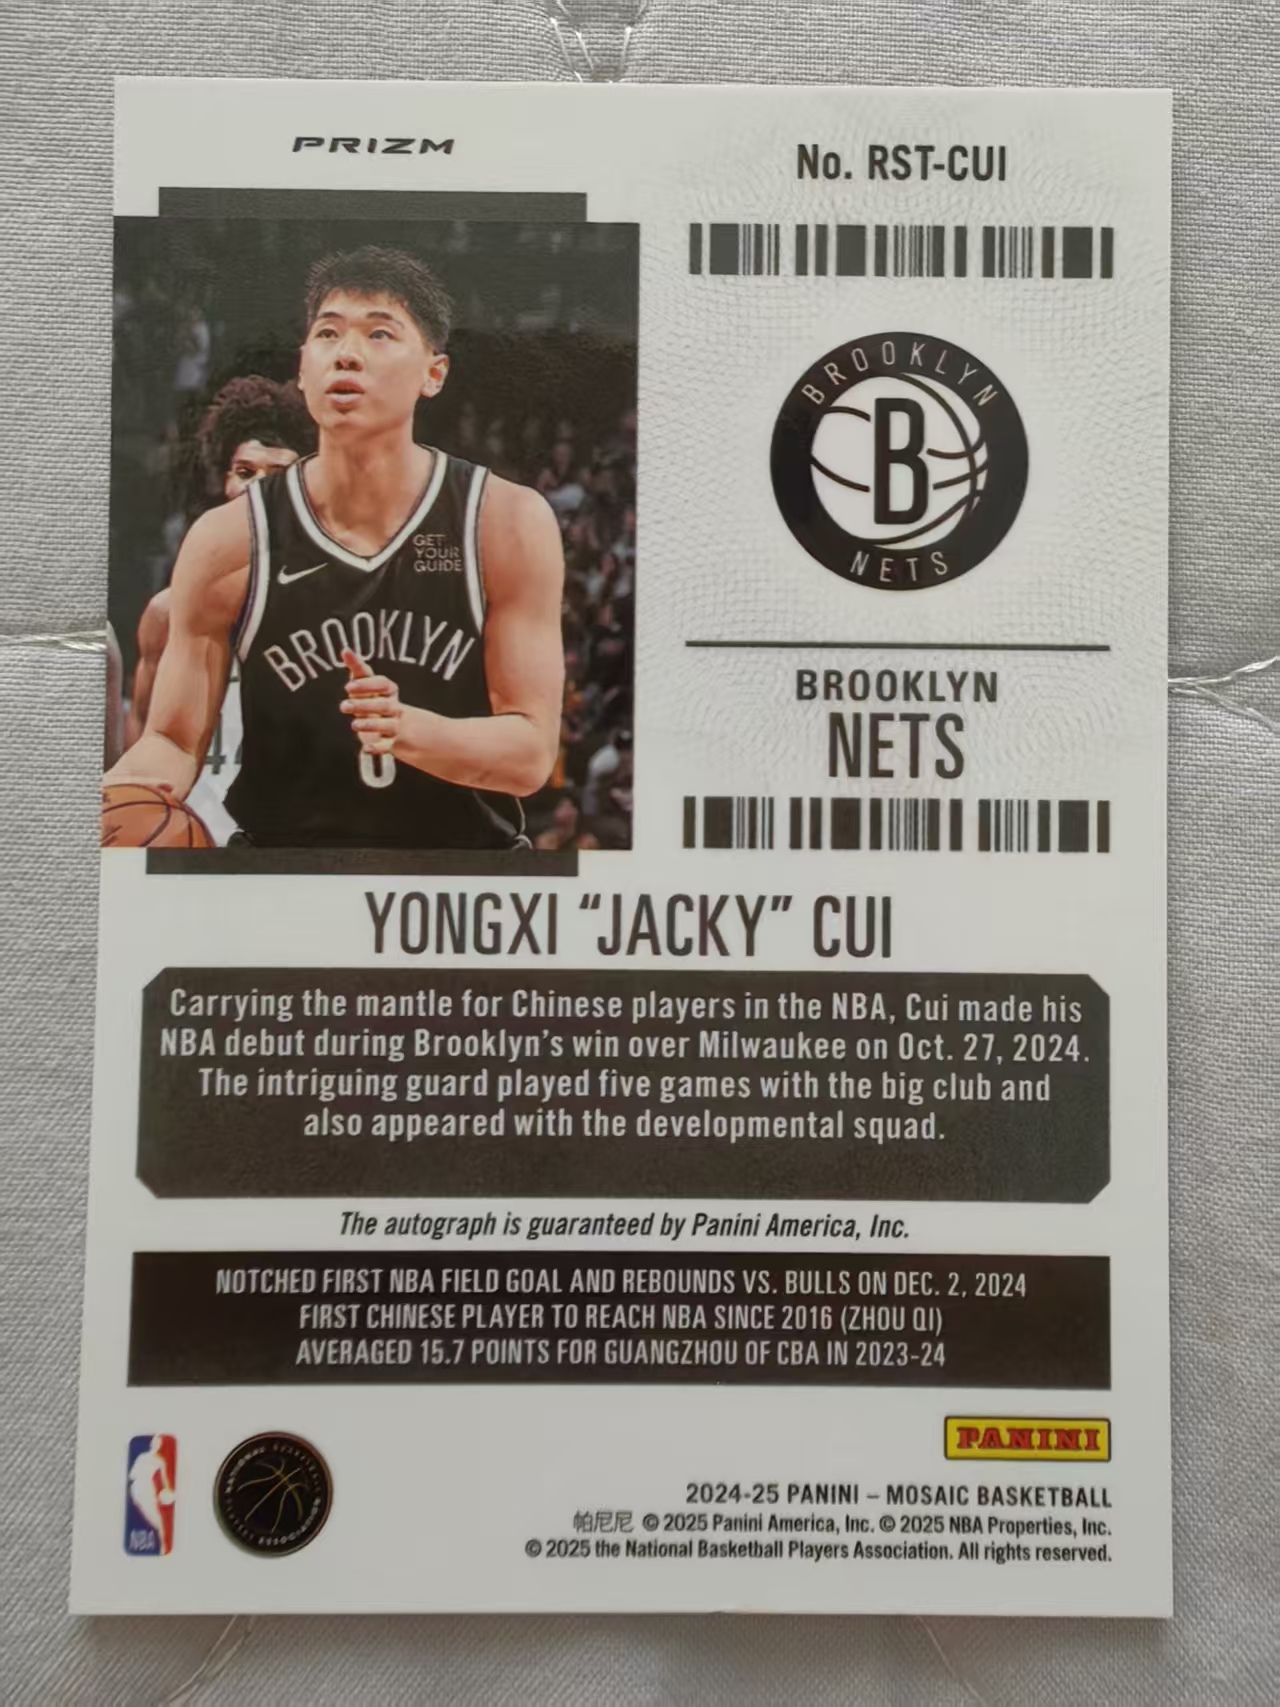 PRIZM
No. RST-CUI
BROOKLYN
B
NETS
GET
YOUR
GUIDE
BROOKLYN
0
BROOKLYN
NETS
YONGXI “JACKY” CUI
Carrying the mantle for Chinese players in the NBA, Cui made his
NBA debut during Brooklyn’s win over Milwaukee on Oct. 27, 2024.
The intriguing guard played five games with the big club and
also appeared with the developmental squad.
The autograph is guaranteed by Panini America, Inc.
NOTCHED FIRST NBA FIELD GOAL AND REBOUNDS VS. BULLS ON DEC. 2, 2024
FIRST CHINESE PLAYER TO REACH NBA SINCE 2016 (ZHOU QI)
AVERAGED 15.7 POINTS FOR GUANGZHOU OF CBA IN 2023-24
NBA
PANINI
2024-25 PANINI – MOSAIC BASKETBALL
帕尼尼 © 2025 Panini America, Inc. © 2025 NBA Properties, Inc.
© 2025 the National Basketball Players Association. All rights reserved.